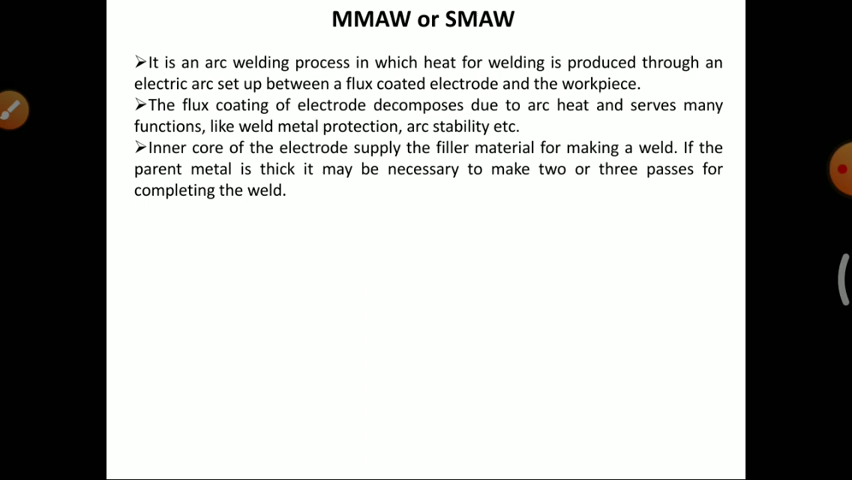 MMAW or SMAW
➢It is an arc welding process in which heat for welding is produced through an
electric arc set up between a flux coated electrode and the workpiece.
➢The flux coating of electrode decomposes due to arc heat and serves many
functions, like weld metal protection, arc stability etc.
➢Inner core of the electrode supply the filler material for making a weld. If the
parent metal is thick it may be necessary to make two or three passes for
completing the weld.